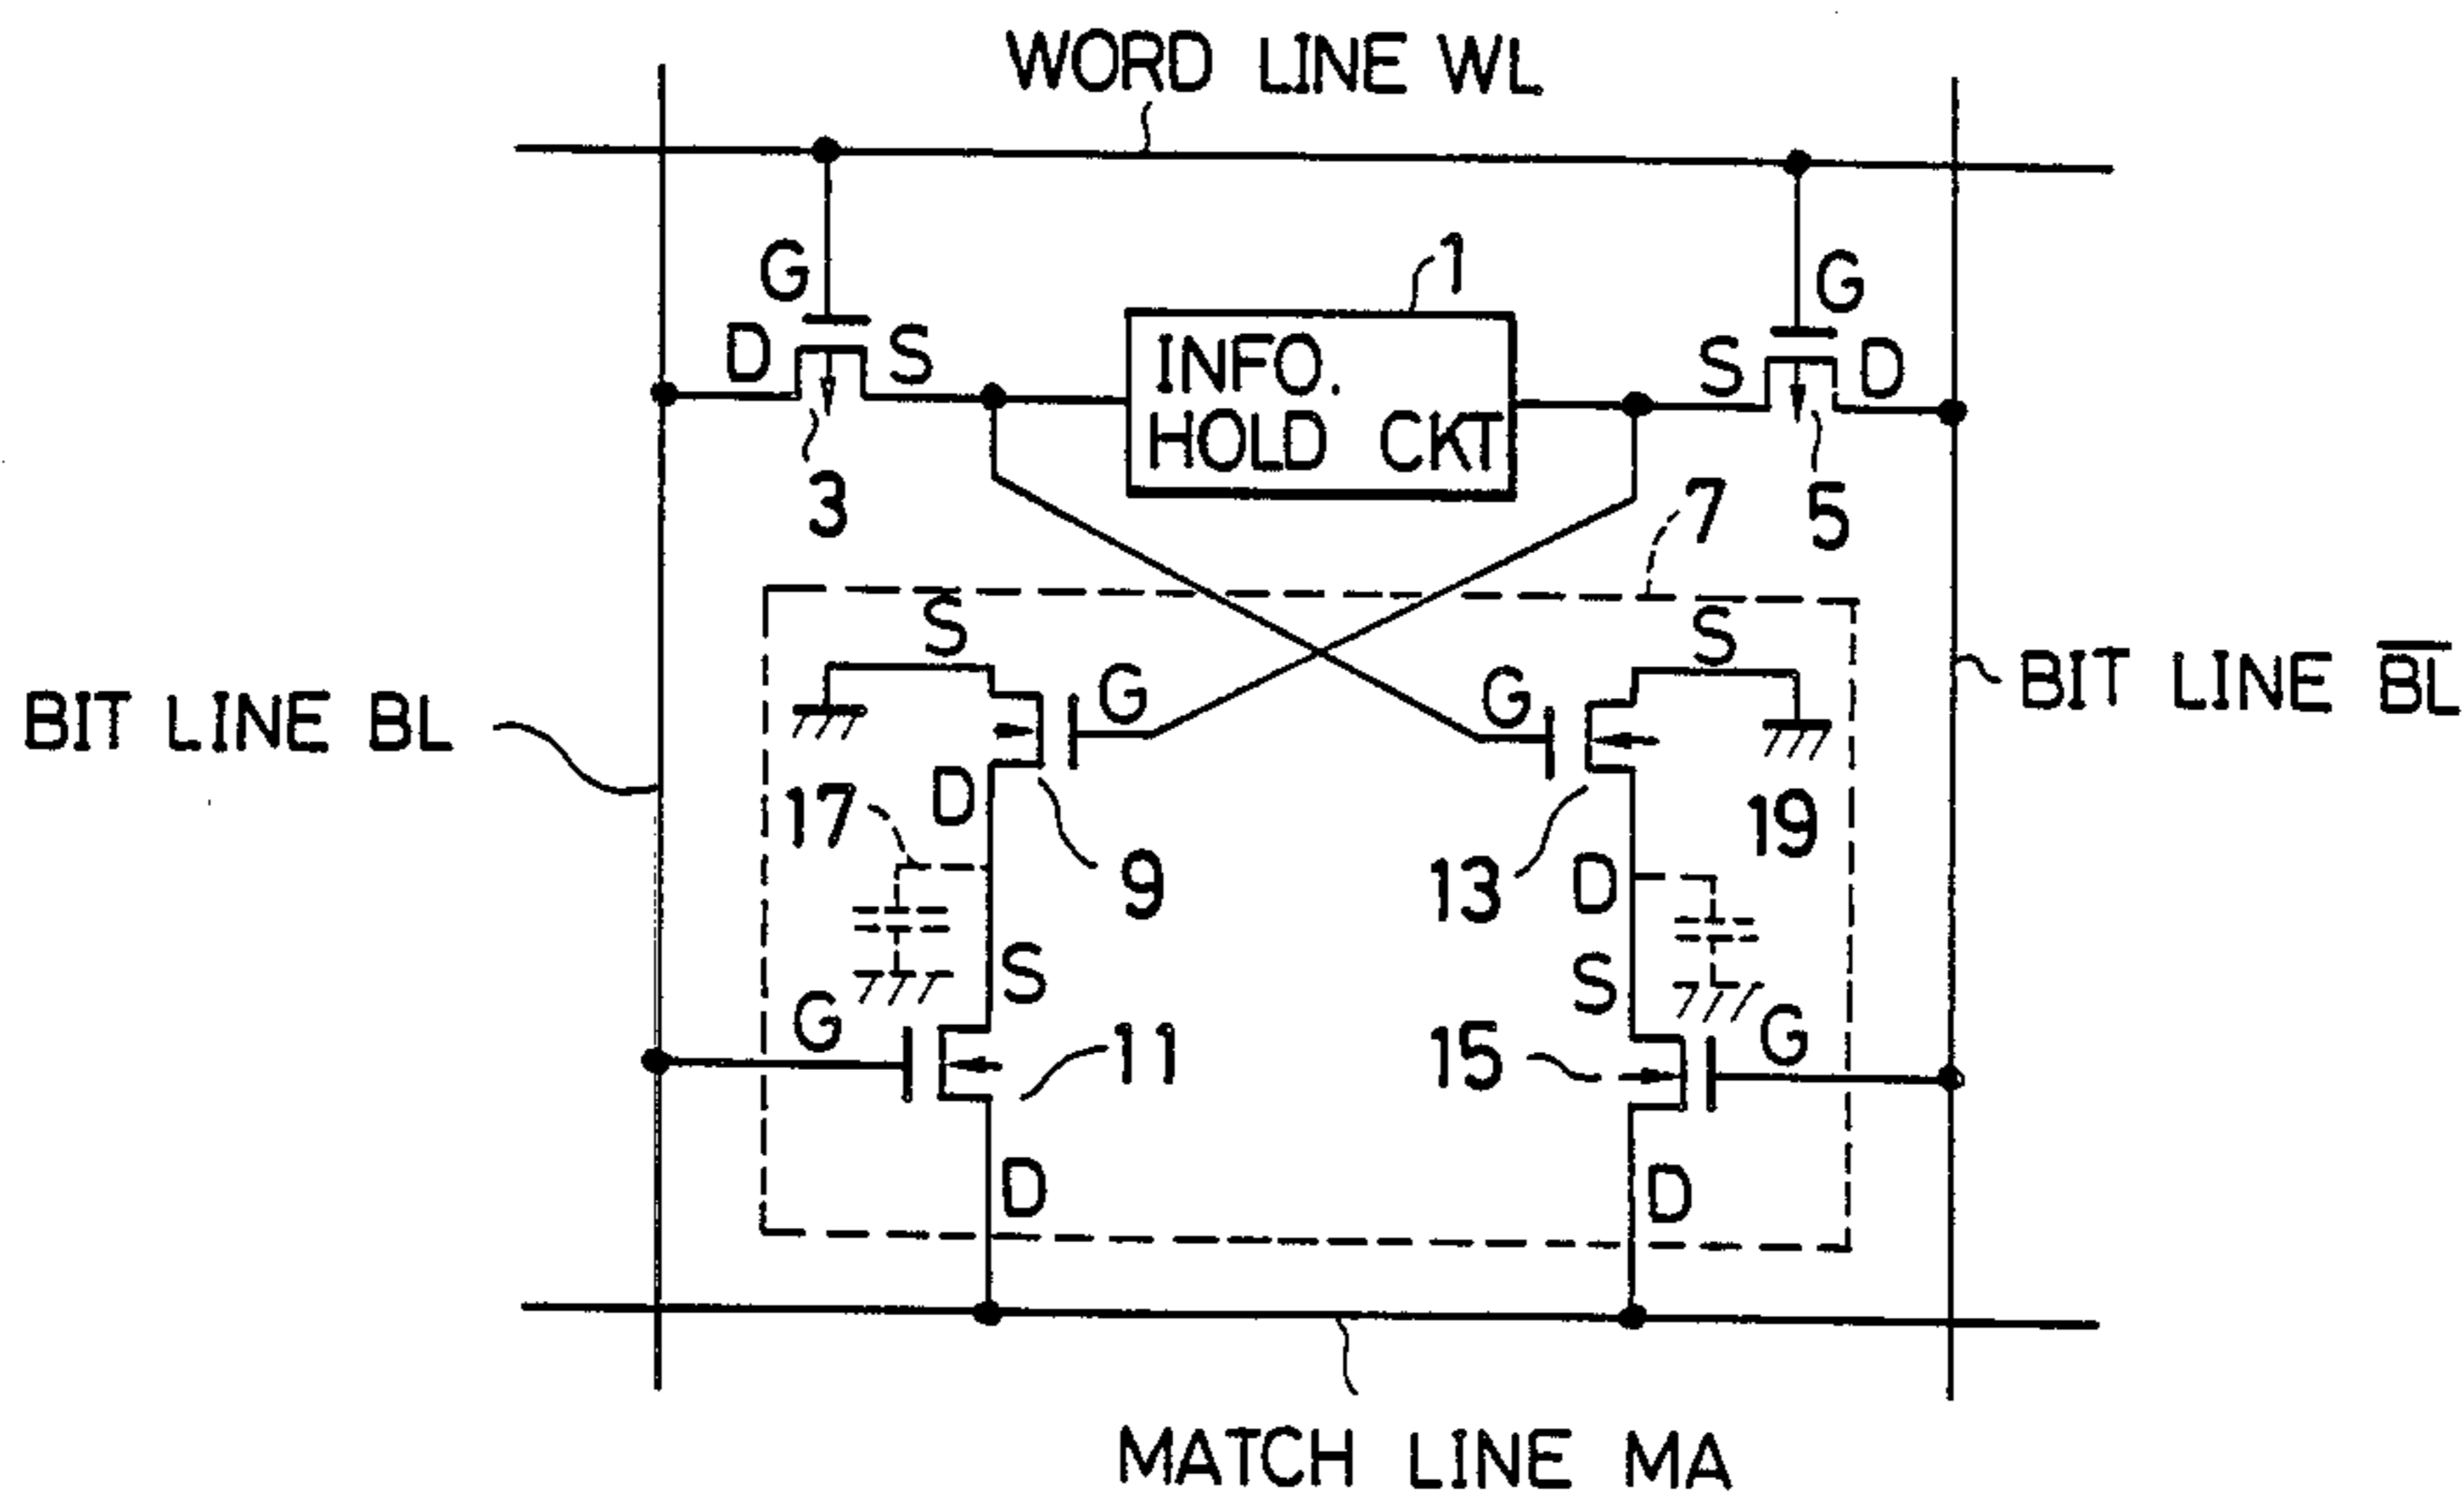 WORD LINE WL
G
G
1
D
S
INFO.
HOLD CKT
S
D
3
7
5
S
S
BIT LINE BL
G
G
BIT LINE B̅L̅
17
D
9
13
D
19
S
S
G
11
15
G
D
D
MATCH LINE MA